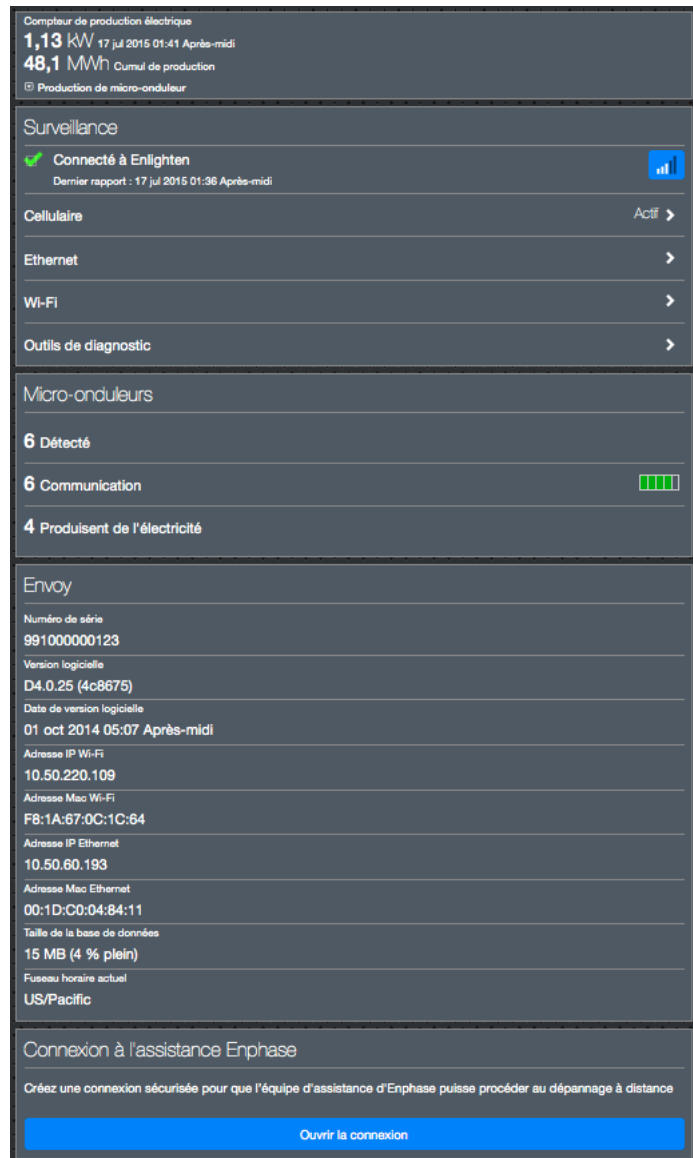 Compteur de production électrique
1,13 kW 17 jul 2015 01:41 Après-midi
48,1 MWh Cumul de production
Production de micro-onduleur
Surveillance
Connecté à Enlighten
Dernier rapport : 17 jul 2015 01:36 Après-midi
Cellulaire Actif
Ethernet
Wi-Fi
Outils de diagnostic
Micro-onduleurs
6 Détecté
6 Communication
4 Produisent de l'électricité
Envoy
Numéro de série
991000000123
Version logicielle
D4.0.25 (4c8675)
Date de version logicielle
01 oct 2014 05:07 Après-midi
Adresse IP Wi-Fi
10.50.220.109
Adresse Mac Wi-Fi
F8:1A:67:0C:1C:64
Adresse IP Ethernet
10.50.60.193
Adresse Mac Ethernet
00:1D:C0:04:84:11
Taille de la base de données
15 MB (4 % plein)
Fuseau horaire actuel
US/Pacific
Connexion à l'assistance Enphase
Créez une connexion sécurisée pour que l'équipe d'assistance d'Enphase puisse procéder au dépannage à distance
Ouvrir la connexion